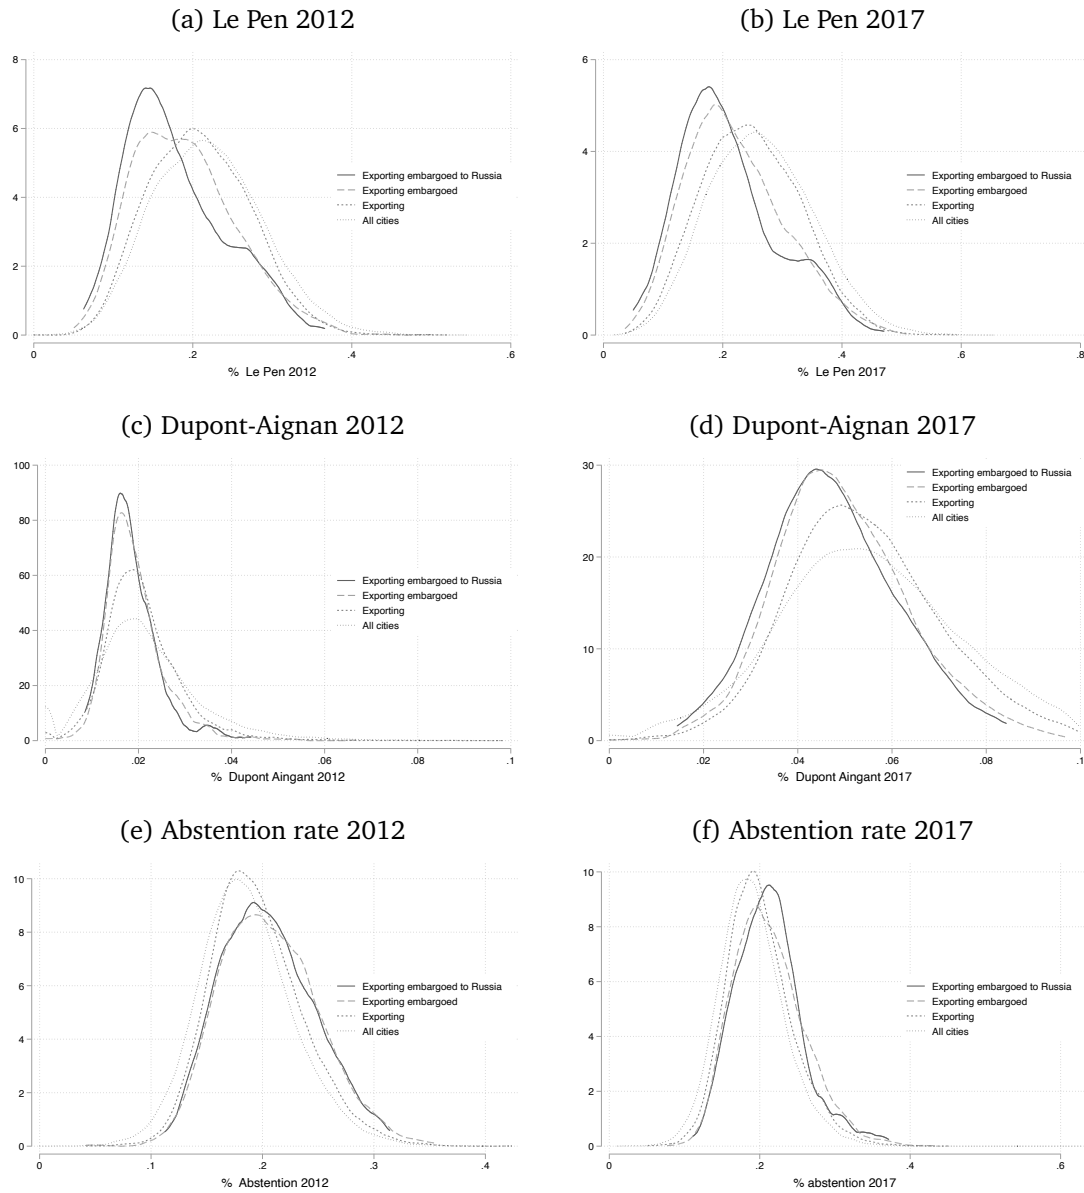 (a) Le Pen 2012
8
6
4
2
0
0 .2 .4 .6
% Le Pen 2012
Exporting embargoed to Russia
Exporting embargoed
Exporting
All cities
(b) Le Pen 2017
6
4
2
0
0 .2 .4 .6 .8
% Le Pen 2017
Exporting embargoed to Russia
Exporting embargoed
Exporting
All cities
(c) Dupont-Aignan 2012
100
80
60
40
20
0
0 .02 .04 .06 .08 .1
% Dupont Aingant 2012
Exporting embargoed to Russia
Exporting embargoed
Exporting
All cities
(d) Dupont-Aignan 2017
30
20
10
0
0 .02 .04 .06 .08 .1
% Dupont Aingant 2017
Exporting embargoed to Russia
Exporting embargoed
Exporting
All cities
(e) Abstention rate 2012
10
8
6
4
2
0
0 .1 .2 .3 .4
% Abstention 2012
Exporting embargoed to Russia
Exporting embargoed
Exporting
All cities
(f) Abstention rate 2017
10
8
6
4
2
0
0 .2 .4 .6
% abstention 2017
Exporting embargoed to Russia
Exporting embargoed
Exporting
All cities